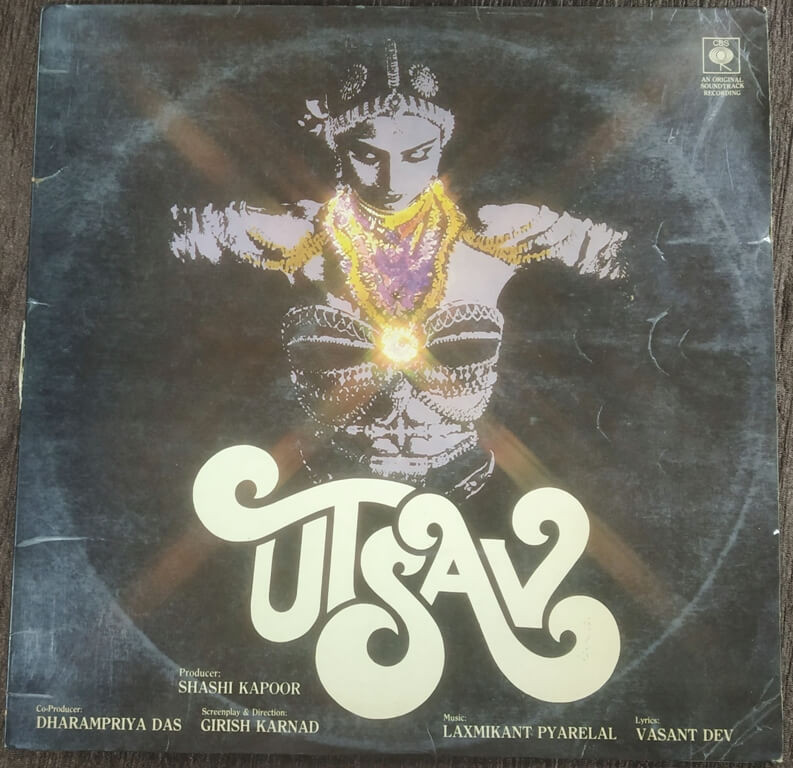 CBS
AN ORIGINAL
SOUNDTRACK
RECORDING
UTSAV
Producer:
SHASHI KAPOOR
Co-Producer:
DHARAMPRIYA DAS
Screenplay & Direction:
GIRISH KARNAD
Music:
LAXMIKANT PYARELAL
Lyrics:
VASANT DEV